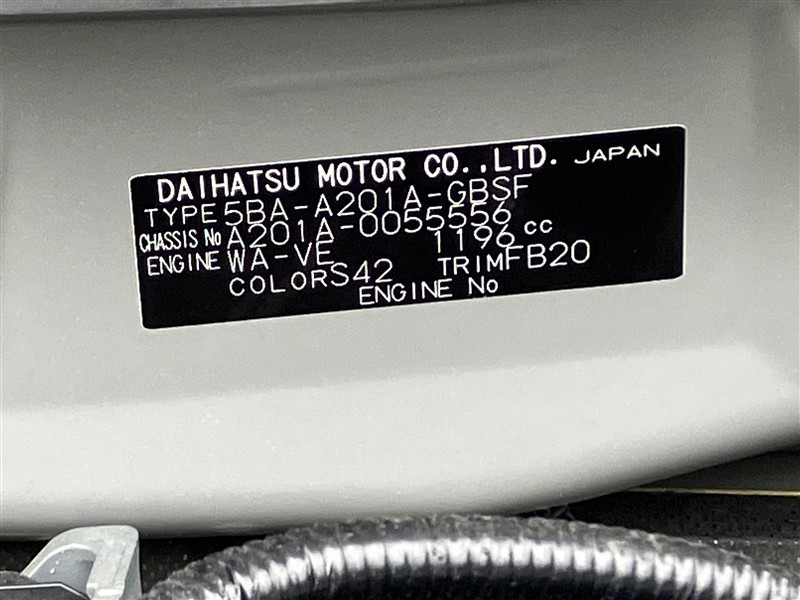 DAIHATSU MOTOR CO.,LTD. JAPAN
TYPE 5BA-A201A-GBSF
CHASSIS No A201A-0055556
ENGINE WA-VE 1196 cc
COLOR S42 TRIM FB20
ENGINE No